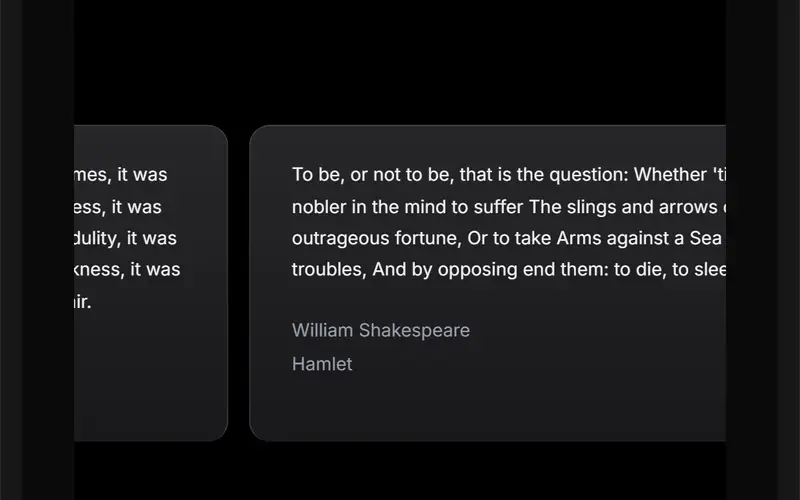 mes, it was
ess, it was
dulity, it was
kness, it was
air.
To be, or not to be, that is the question: Whether 'ti
nobler in the mind to suffer The slings and arrows
outrageous fortune, Or to take Arms against a Sea
troubles, And by opposing end them: to die, to slee
William Shakespeare
Hamlet